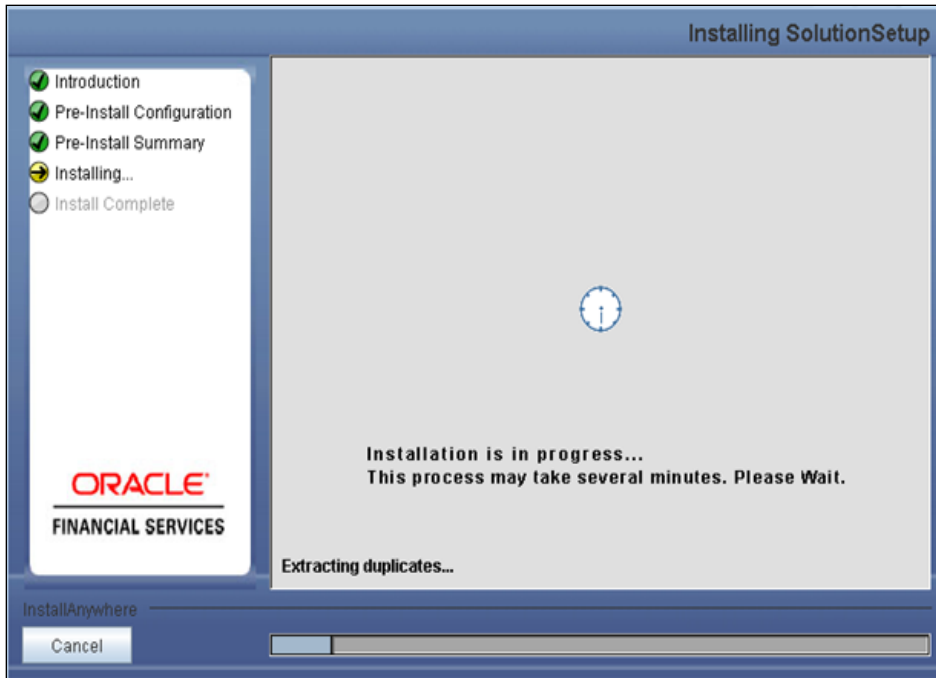 Installing SolutionSetup
Introduction
Pre-Install Configuration
Pre-Install Summary
Installing...
Install Complete
ORACLE®
FINANCIAL SERVICES
Installation is in progress...
This process may take several minutes. Please Wait.
Extracting duplicates...
InstallAnywhere
Cancel